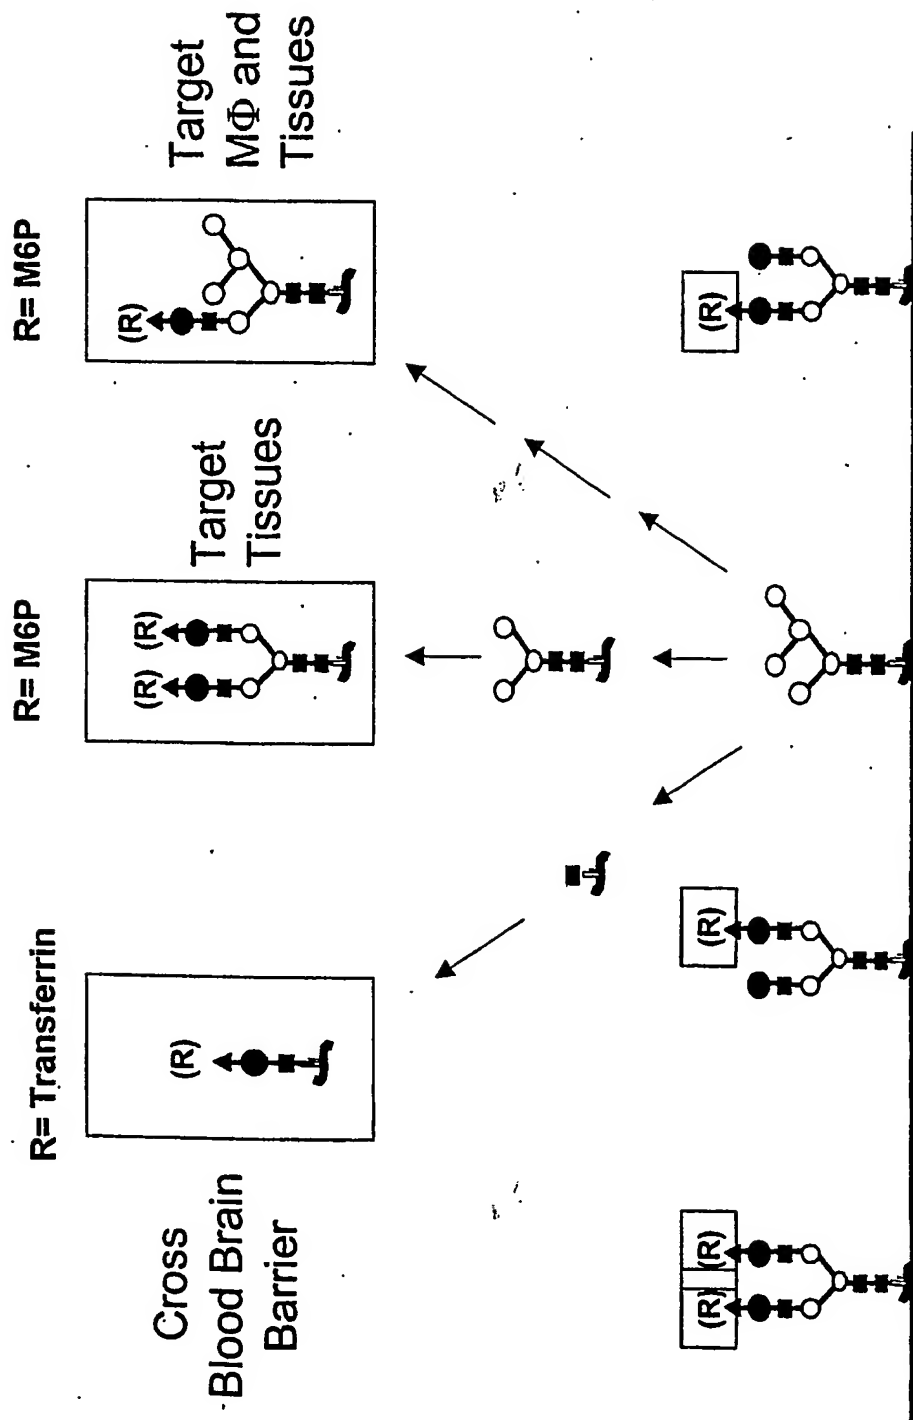 R= Transferrin
R= M6P
R= M6P
Cross
Blood Brain
Barrier
(R)
(R)
(R)
Target
Tissues
(R)
Target
MΦ and
Tissues
(R)
(R)
(R)
(R)